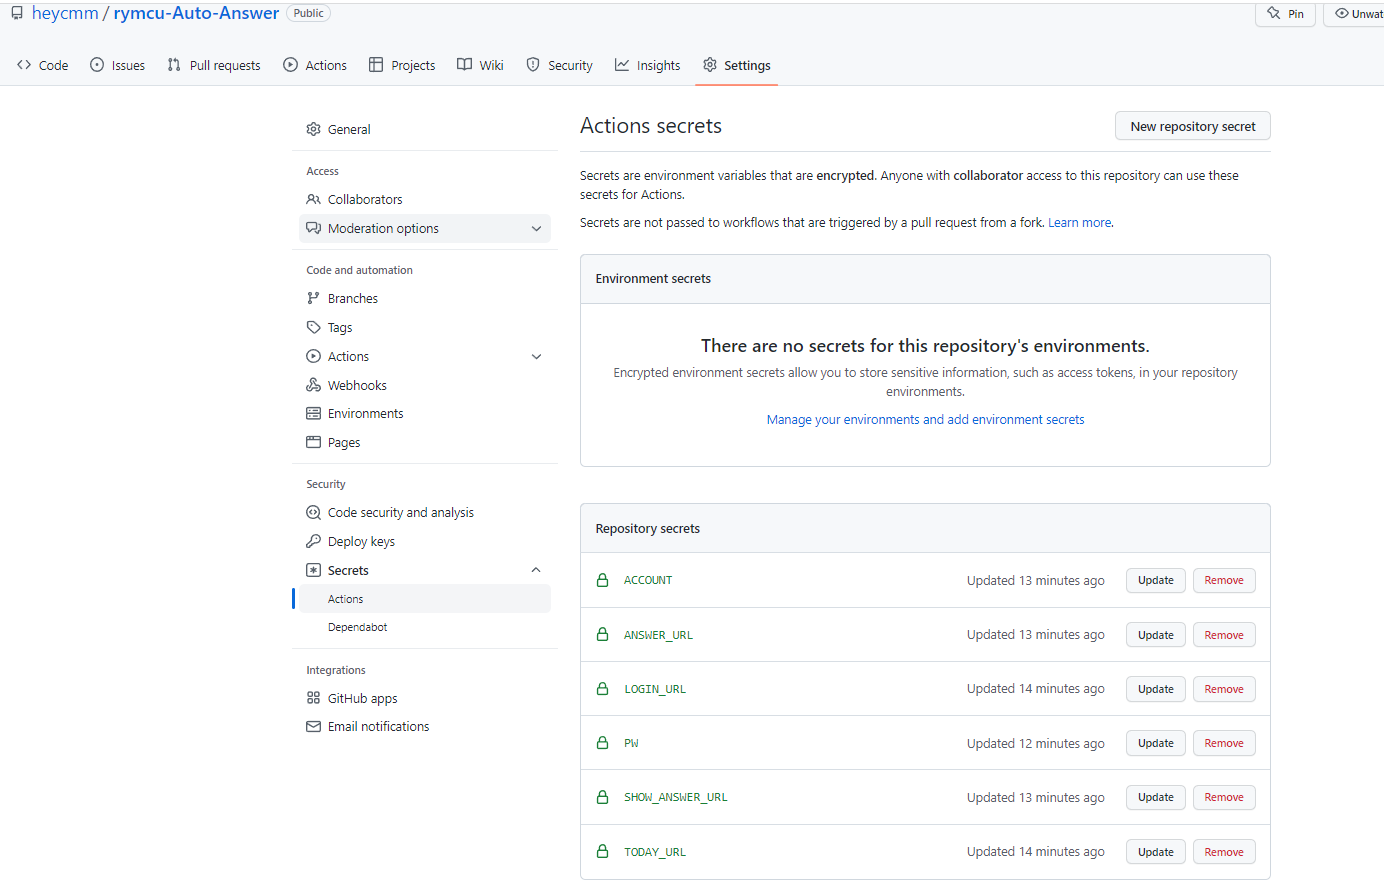 heycmm / rymcu-Auto-Answer Public Pin Unwat
Code Issues Pull requests Actions Projects Wiki Security Insights Settings
General
Access
Collaborators
Moderation options
Code and automation
Branches
Tags
Actions
Webhooks
Environments
Pages
Security
Code security and analysis
Deploy keys
Secrets
Actions
Dependabot
Integrations
GitHub apps
Email notifications
Actions secrets New repository secret
Secrets are environment variables that are encrypted. Anyone with collaborator access to this repository can use these
secrets for Actions.
Secrets are not passed to workflows that are triggered by a pull request from a fork. Learn more.
Environment secrets
There are no secrets for this repository's environments.
Encrypted environment secrets allow you to store sensitive information, such as access tokens, in your repository
environments.
Manage your environments and add environment secrets
Repository secrets
ACCOUNT Updated 13 minutes ago Update Remove
ANSWER_URL Updated 13 minutes ago Update Remove
LOGIN_URL Updated 14 minutes ago Update Remove
PW Updated 12 minutes ago Update Remove
SHOW_ANSWER_URL Updated 13 minutes ago Update Remove
TODAY_URL Updated 14 minutes ago Update Remove